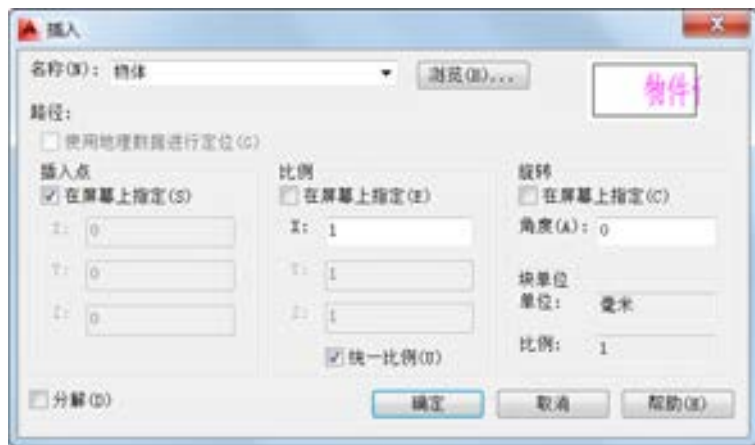 插入
名称(N): 物体
浏览(B)...
物件
路径:
使用地理数据进行定位(G)
插入点
在屏幕上指定(S)
X: 0
Y: 0
Z: 0
比例
在屏幕上指定(E)
X: 1
Y: 1
Z: 1
统一比例(U)
旋转
在屏幕上指定(C)
角度(A): 0
块单位
单位: 毫米
比例: 1
分解(D)
确定
取消
帮助(H)